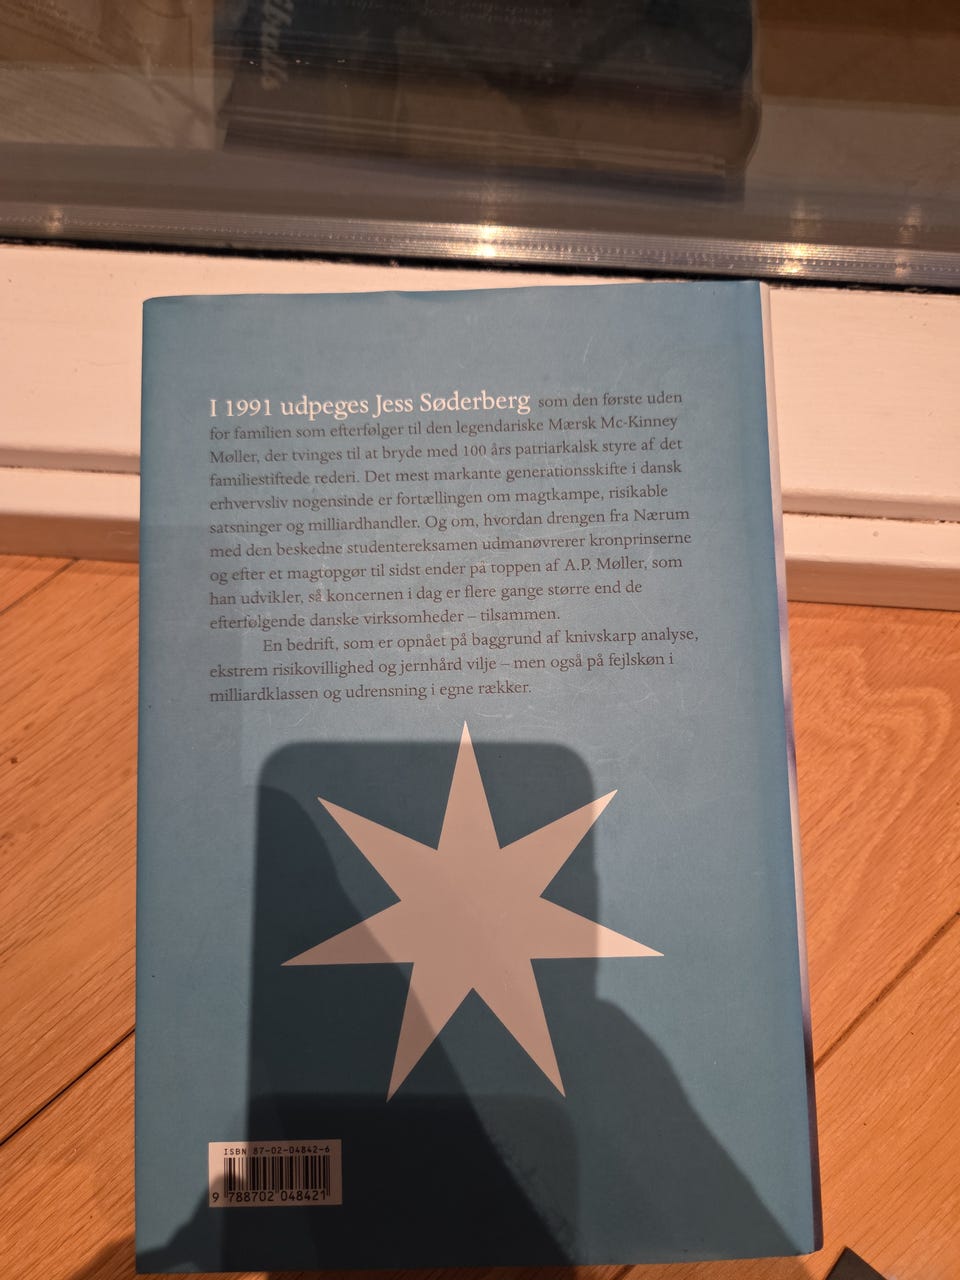 I 1991 udpeges Jess Søderberg som den første uden
for familien som efterfølger til den legendariske Mærsk Mc-Kinney
Møller, der tvinges til at bryde med 100 års patriarkalsk styre af det
familiestiftede rederi. Det mest markante generationsskifte i dansk
erhvervsliv nogensinde er fortællingen om magtkampe, risikable
satsninger og milliardhandler. Og om, hvordan drengen fra Nærum
med den beskedne studentereksamen udmanøvrerer kronprinserne
og efter et magtopgør til sidst ender på toppen af A.P. Møller, som
han udvikler, så koncernen i dag er flere gange større end de
efterfølgende danske virksomheder – tilsammen.
En bedrift, som er opnået på baggrund af knivskarp analyse,
ekstrem risikovillighed og jernhård vilje – men også på fejlskøn i
milliardklassen og udrensning i egne rækker.
ISBN 87-02-04842-6
9 788702 048421